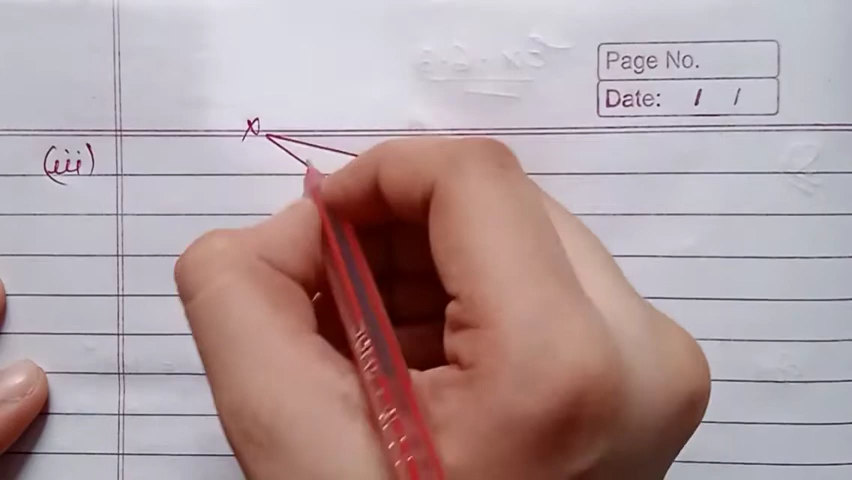 Page No.
Date: / /
X
(iii)